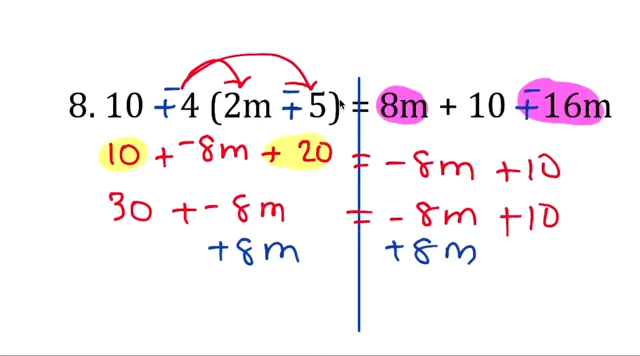 8. 10 +⁻4 (2m +⁻5) = 8m + 10 +⁻16m
10 + ⁻8m + 20 = -8m +10
30 + -8m = -8m +10
+8m +8m